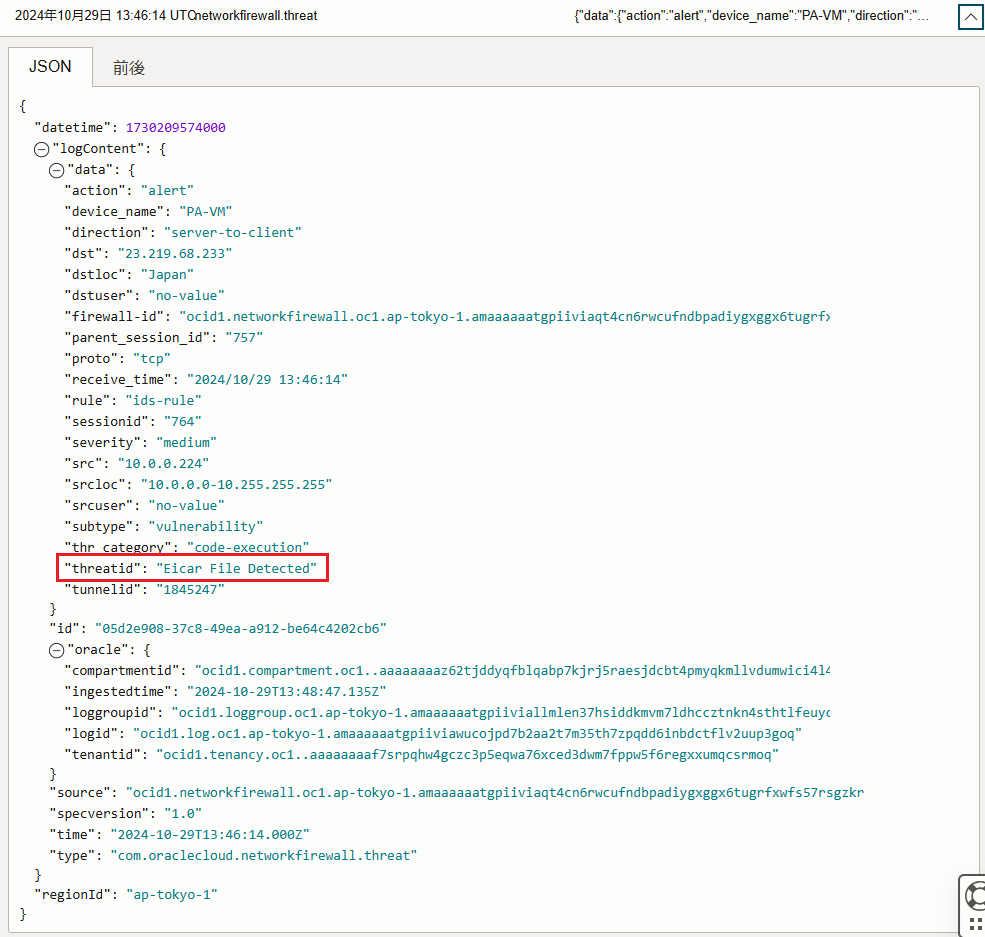 2024年10月29日 13:46:14 UTC networkfirewall.threat {"data":{"action":"alert","device_name":"PA-VM","direction":"...
JSON 前後
{
"datetime": 1730209574000
"logContent": {
"data": {
"action": "alert"
"device_name": "PA-VM"
"direction": "server-to-client"
"dst": "23.219.68.233"
"dstloc": "Japan"
"dstuser": "no-value"
"firewall-id": "ocid1.networkfirewall.oc1.ap-tokyo-1.amaaaaaatgpiiviaqt4cn6rwcufndbpadiygxggx6tugrfx
"parent_session_id": "757"
"proto": "tcp"
"receive_time": "2024/10/29 13:46:14"
"rule": "ids-rule"
"sessionid": "764"
"severity": "medium"
"src": "10.0.0.224"
"srcloc": "10.0.0.0-10.255.255.255"
"srcuser": "no-value"
"subtype": "vulnerability"
"thr_category": "code-execution"
"threatid": "Eicar File Detected"
"tunnelid": "1845247"
}
"id": "05d2e908-37c8-49ea-a912-be64c4202cb6"
"oracle": {
"compartmentid": "ocid1.compartment.oc1..aaaaaaaaz62tjddyqfblqabp7kjrj5raesjdcbt4pmyqkmllvdumwici4l4
"ingestedtime": "2024-10-29T13:48:47.135Z"
"loggroupid": "ocid1.loggroup.oc1.ap-tokyo-1.amaaaaaatgpiiviallmlen37hsiddkmvm7ldhccztnkn4sthtlfeuyc
"logid": "ocid1.log.oc1.ap-tokyo-1.amaaaaaatgpiiviawucojpd7b2aa2t7m35th7zpqdd6inbdctflv2uup3goq"
"tenantid": "ocid1.tenancy.oc1..aaaaaaaaf7srpqhw4gczc3p5eqwa76xced3dwm7fppw5f6regxxumqcsrmoq"
}
"source": "ocid1.networkfirewall.oc1.ap-tokyo-1.amaaaaaatgpiiviaqt4cn6rwcufndbpadiygxggx6tugrfxwfs57rsgzkr
"specversion": "1.0"
"time": "2024-10-29T13:46:14.000Z"
"type": "com.oraclecloud.networkfirewall.threat"
}
"regionId": "ap-tokyo-1"
}